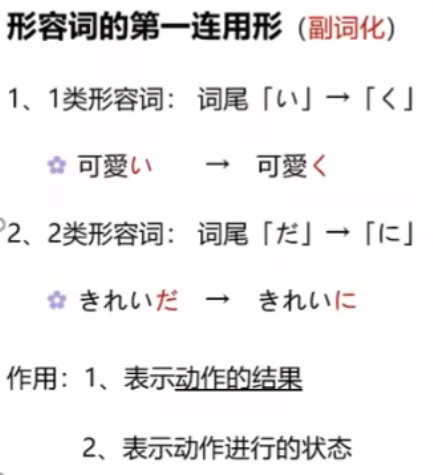 形容词的第一连用形（副词化）
1、1类形容词： 词尾「い」→「く」
可愛い → 可愛く
2、2类形容词： 词尾「だ」→「に」
きれいだ → きれいに
作用：1、表示动作的结果
2、表示动作进行的状态